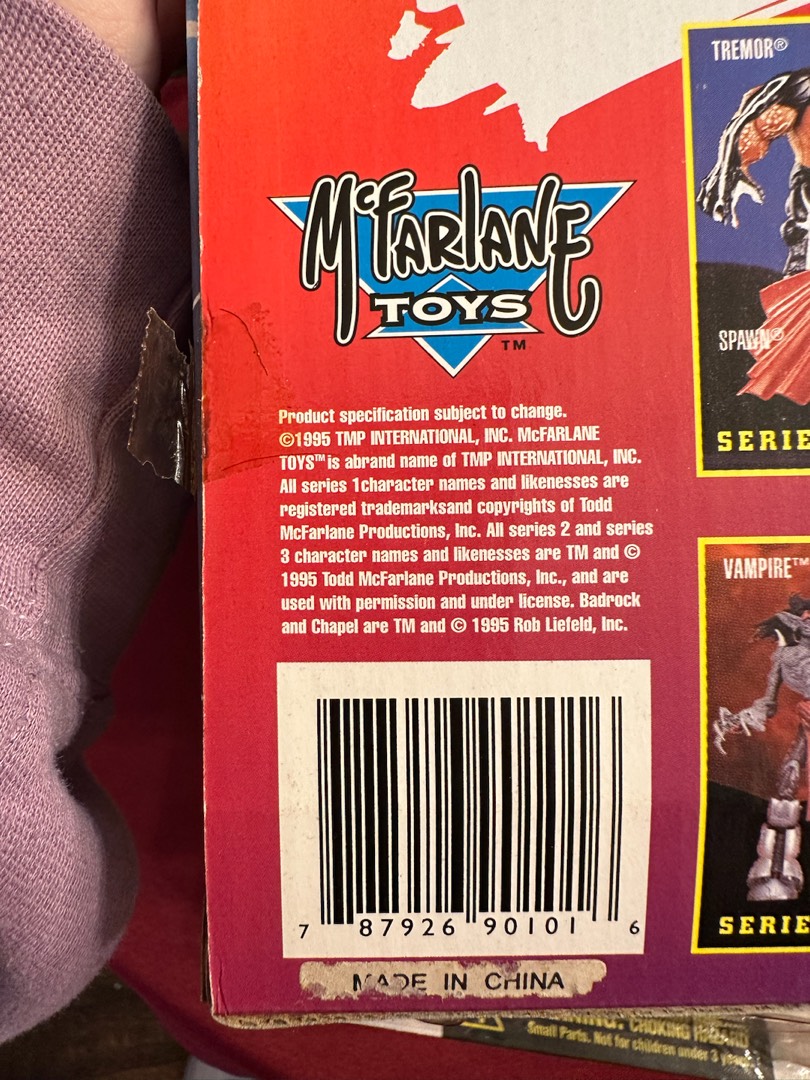 TREMOR®
McFARLANE
TOYS
TM
SPAWN®
SERIE
Product specification subject to change.
©1995 TMP INTERNATIONAL, INC. McFARLANE
TOYS™ is abrand name of TMP INTERNATIONAL, INC.
All series 1character names and likenesses are
registered trademarksand copyrights of Todd
McFarlane Productions, Inc. All series 2 and series
3 character names and likenesses are TM and ©
1995 Todd McFarlane Productions, Inc., and are
used with permission and under license. Badrock
and Chapel are TM and © 1995 Rob Liefeld, Inc.
VAMPIRE™
SERIE
7 87926 90101 6
MADE IN CHINA
WARNING: CHOKING HAZARD
Small Parts. Not for children under 3 years